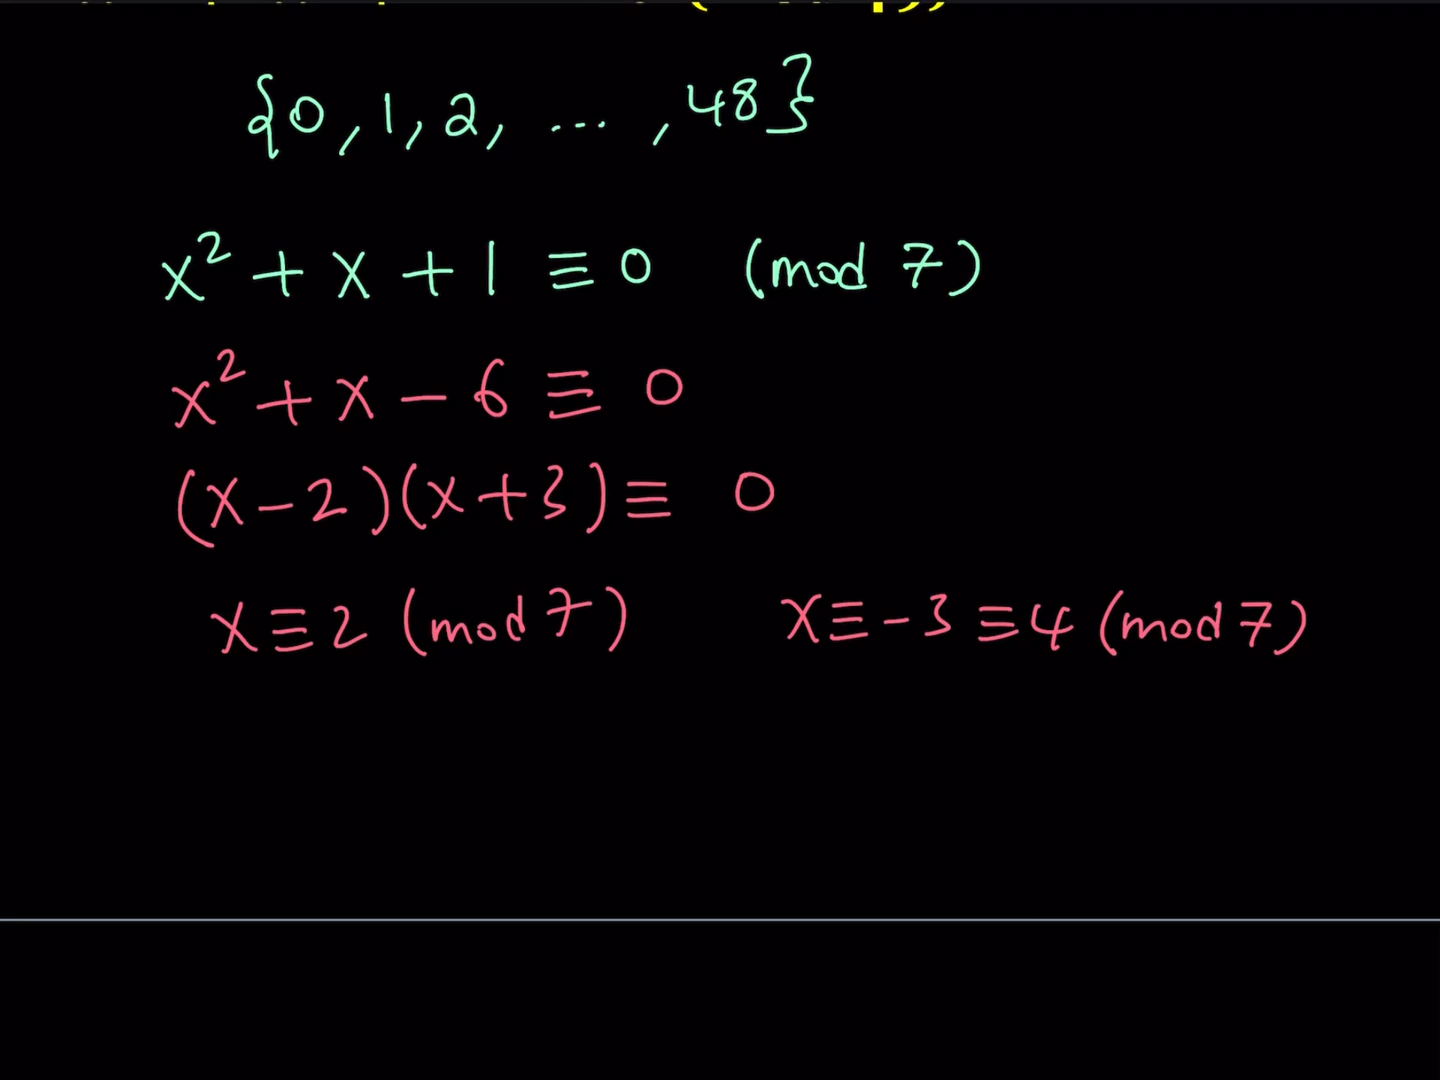 {0, 1, 2, ... , 48}
x² + x + 1 ≡ 0 (mod 7)
x² + x - 6 ≡ 0
(x - 2)(x + 3) ≡ 0
x ≡ 2 (mod 7) x ≡ -3 ≡ 4 (mod 7)